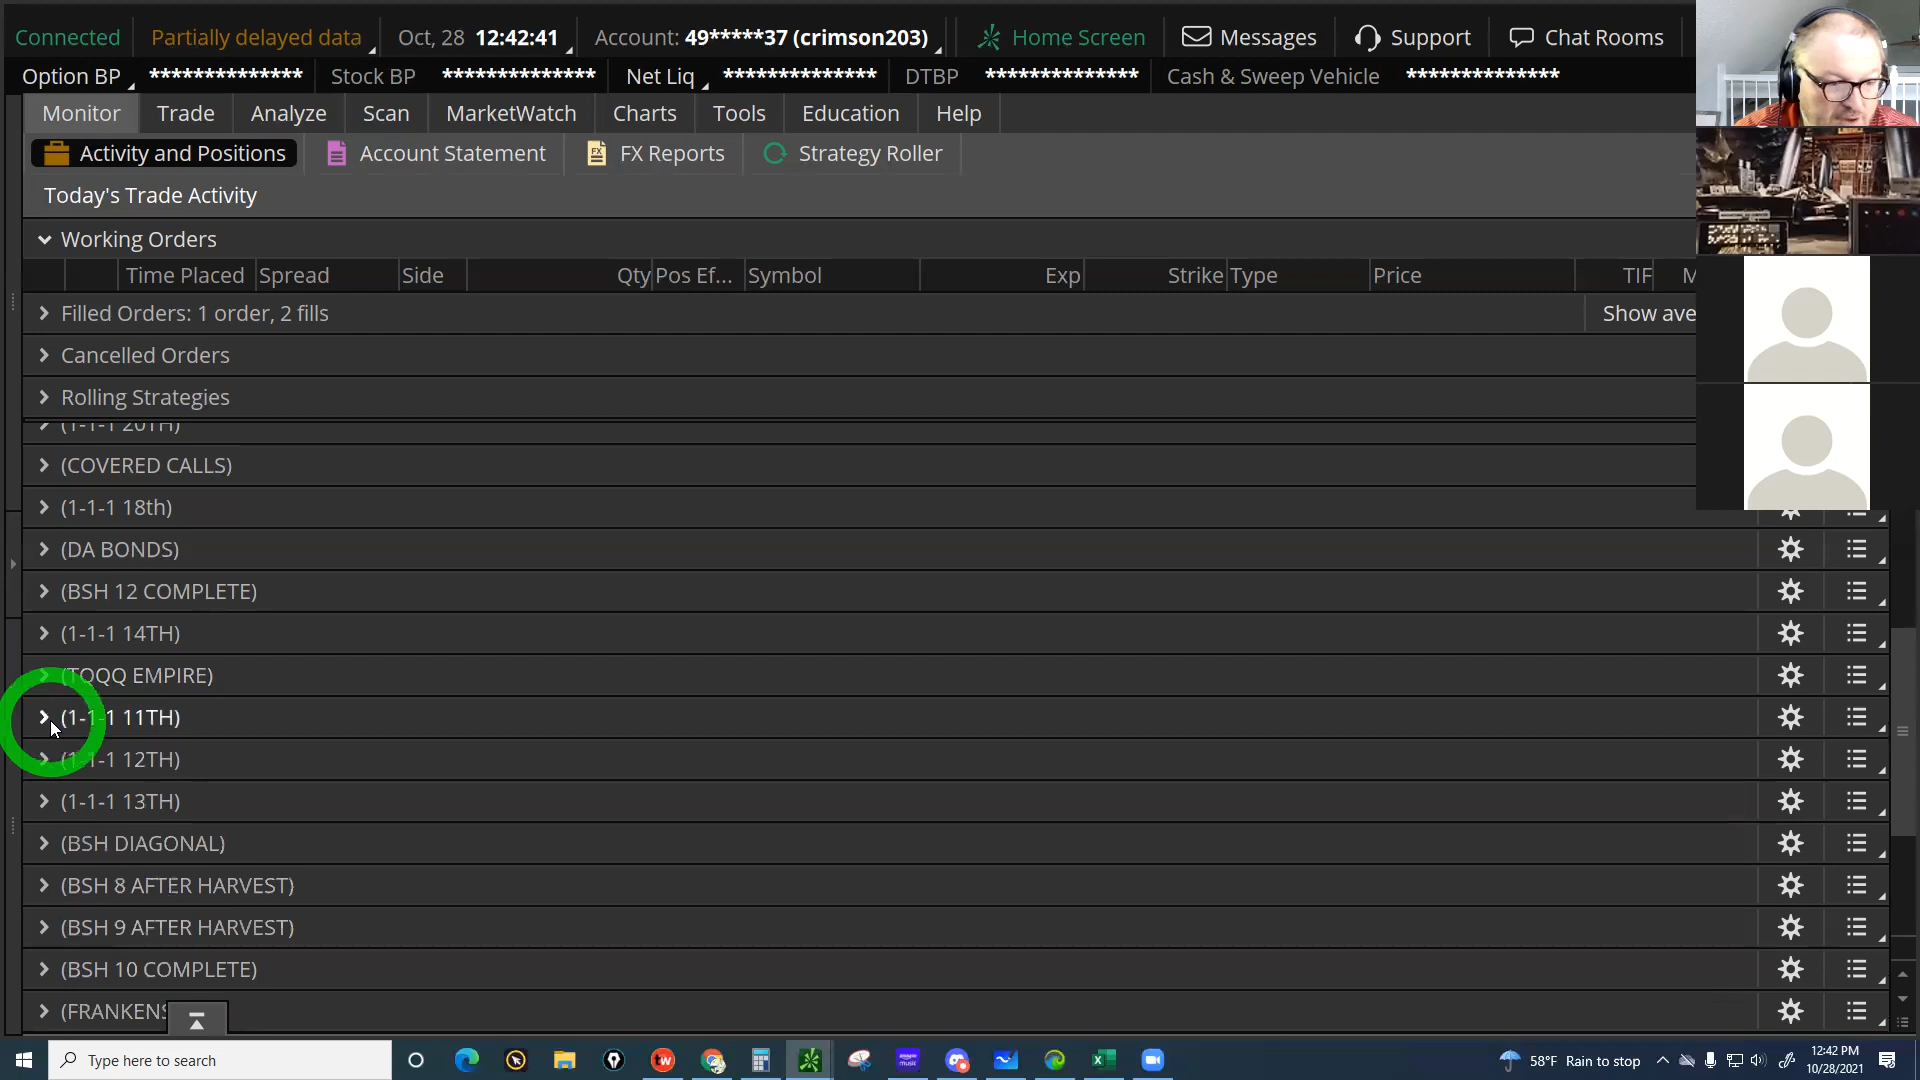 Connected Partially delayed data Oct, 28 12:42:41 Account: 49*****37 (crimson203) Home Screen Messages Support Chat Rooms
Option BP ************** Stock BP ************** Net Liq ************** DTBP ************** Cash & Sweep Vehicle **************
Monitor Trade Analyze Scan MarketWatch Charts Tools Education Help
Activity and Positions Account Statement FX FX Reports Strategy Roller
Today's Trade Activity
Working Orders
Time Placed Spread Side Qty Pos Ef... Symbol Exp Strike Type Price TIF M
Filled Orders: 1 order, 2 fills Show ave
Cancelled Orders
Rolling Strategies
(1-1-1 20TH)
(COVERED CALLS)
(1-1-1 18th)
(DA BONDS)
(BSH 12 COMPLETE)
(1-1-1 14TH)
(TOQQ EMPIRE)
(1-1-1 11TH)
(1-1-1 12TH)
(1-1-1 13TH)
(BSH DIAGONAL)
(BSH 8 AFTER HARVEST)
(BSH 9 AFTER HARVEST)
(BSH 10 COMPLETE)
(FRANKENS
Type here to search 58°F Rain to stop 12:42 PM
10/28/2021